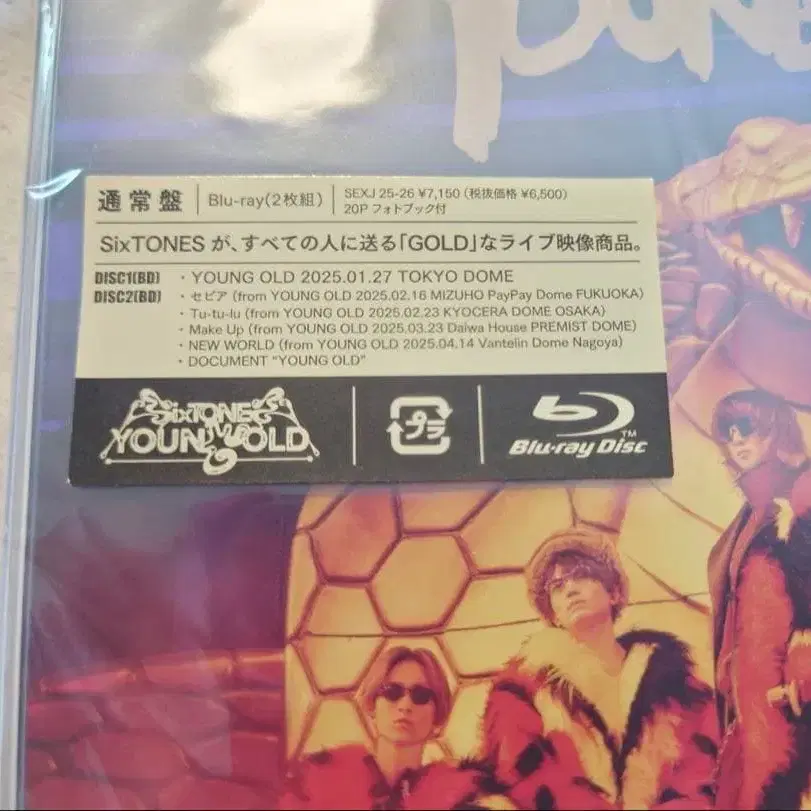 YOUNG
通常盤
Blu-ray(2枚組)
SEXJ 25-26 ¥7,150 (税抜価格 ¥6,500)
20P フォトブック付
SixTONES が、すべての人に送る「GOLD」なライブ映像商品。
DISC1(BD) ・YOUNG OLD 2025.01.27 TOKYO DOME
DISC2(BD) ・セピア (from YOUNG OLD 2025.02.16 MIZUHO PayPay Dome FUKUOKA)
・Tu-tu-lu (from YOUNG OLD 2025.02.23 KYOCERA DOME OSAKA)
・Make Up (from YOUNG OLD 2025.03.23 Daiwa House PREMIST DOME)
・NEW WORLD (from YOUNG OLD 2025.04.14 Vantelin Dome Nagoya)
・DOCUMENT "YOUNG OLD"
SixTONES
YOUNG OLD
プラ
Blu-ray Disc™